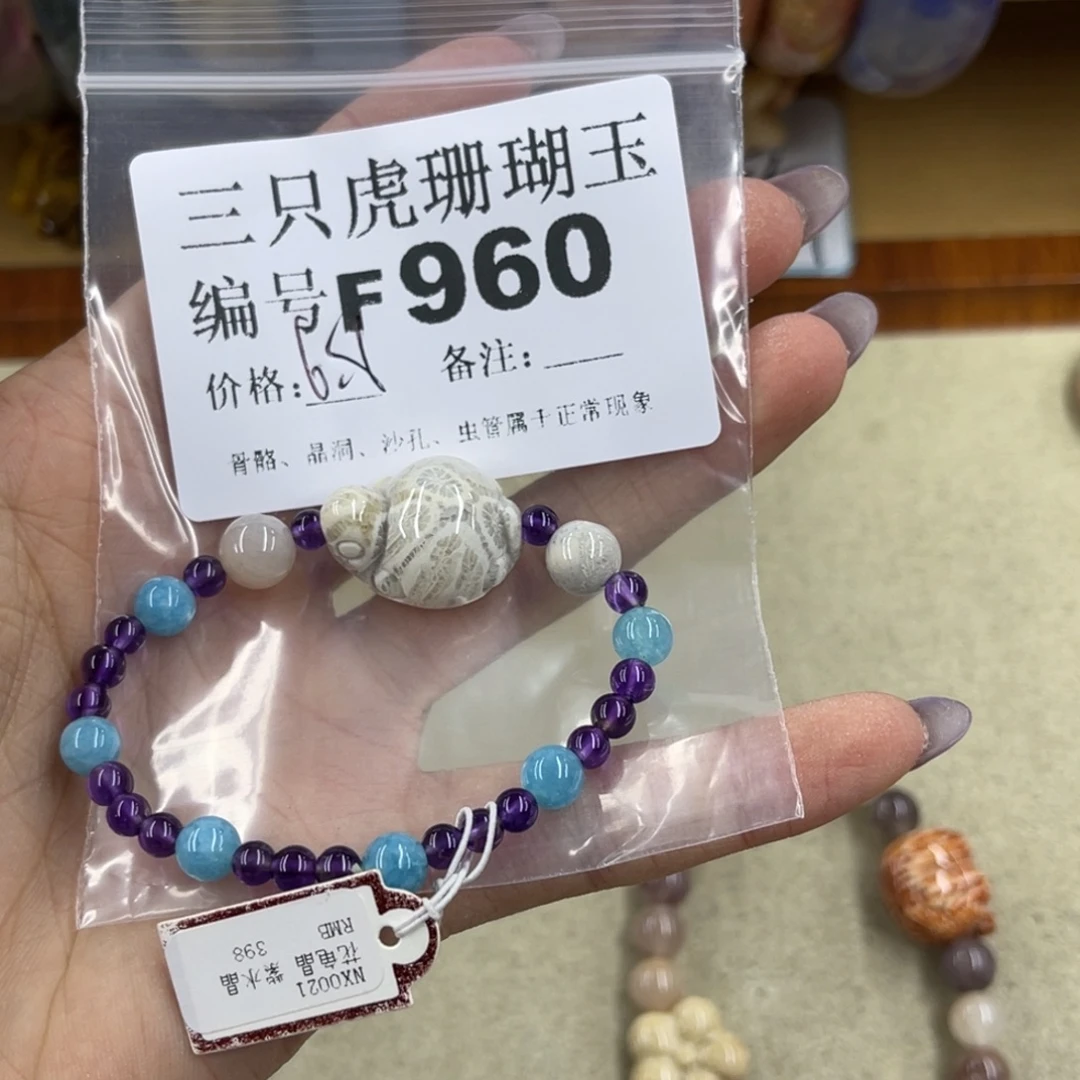 三只虎珊瑚玉
编号F960
价格: 备注:
骨骼、晶洞、沙孔、虫管属于正常现象
NX0021
花龟晶 紫水晶
RMB 398